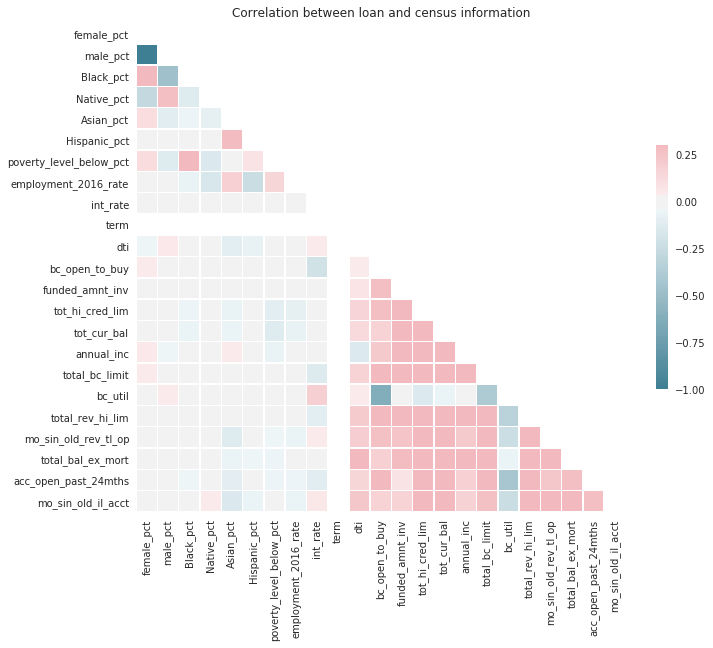 Correlation between loan and census information
female_pct
male_pct
Black_pct
Native_pct
Asian_pct
Hispanic_pct
poverty_level_below_pct
employment_2016_rate
int_rate
term
dti
bc_open_to_buy
funded_amnt_inv
tot_hi_cred_lim
tot_cur_bal
annual_inc
total_bc_limit
bc_util
total_rev_hi_lim
mo_sin_old_rev_tl_op
total_bal_ex_mort
acc_open_past_24mths
mo_sin_old_il_acct
female_pct
male_pct
Black_pct
Native_pct
Asian_pct
Hispanic_pct
poverty_level_below_pct
employment_2016_rate
int_rate
term
dti
bc_open_to_buy
funded_amnt_inv
tot_hi_cred_lim
tot_cur_bal
annual_inc
total_bc_limit
bc_util
total_rev_hi_lim
mo_sin_old_rev_tl_op
total_bal_ex_mort
acc_open_past_24mths
mo_sin_old_il_acct
0.25
0.00
−0.25
−0.50
−0.75
−1.00